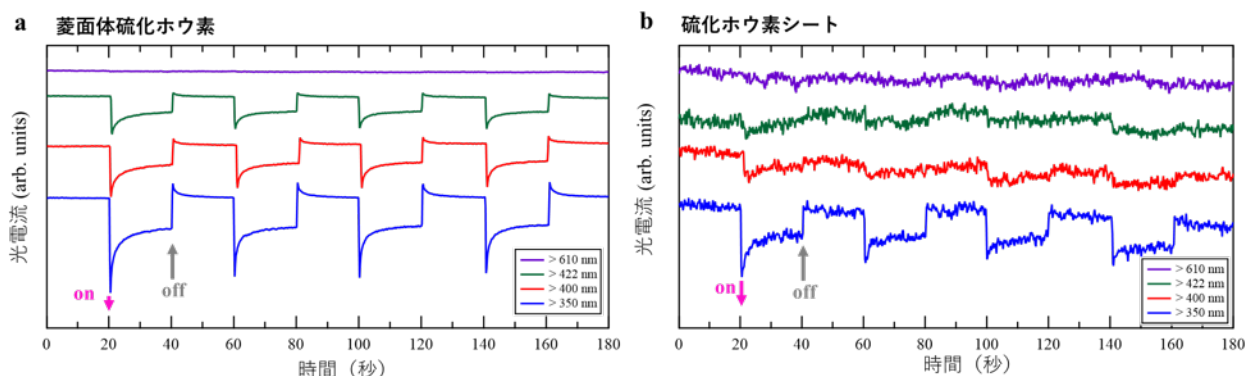 a 菱面体硫化ホウ素
光電流 (arb. units)
on
off
> 610 nm
> 422 nm
> 400 nm
> 350 nm
0 20 40 60 80 100 120 140 160 180
時間（秒）
b 硫化ホウ素シート
光電流 (arb. units)
on
off
> 610 nm
> 422 nm
> 400 nm
> 350 nm
0 20 40 60 80 100 120 140 160 180
時間（秒）